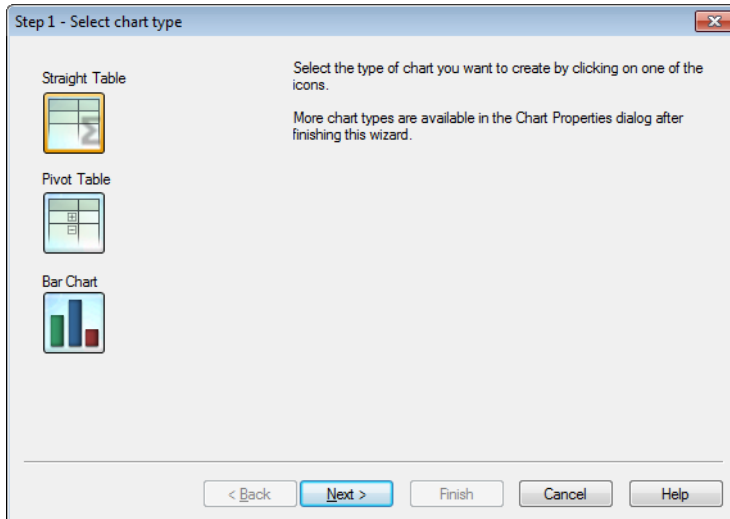 Step 1 - Select chart type
Straight Table
Select the type of chart you want to create by clicking on one of the
icons.
More chart types are available in the Chart Properties dialog after
finishing this wizard.
Σ
Pivot Table
Bar Chart
< Back
Next >
Finish
Cancel
Help